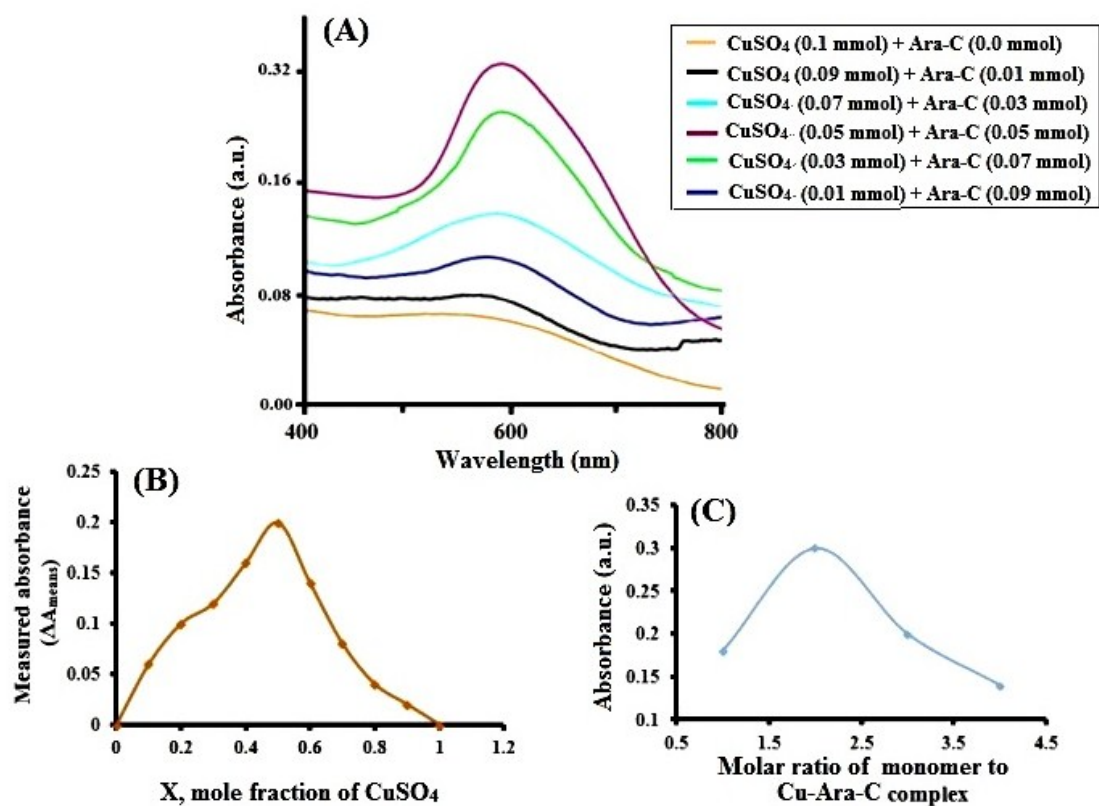 (A)
Absorbance (a.u.)
0.32
0.16
0.08
0.00
400
600
800
Wavelength (nm)
CuSO4 (0.1 mmol) + Ara-C (0.0 mmol)
CuSO4 (0.09 mmol) + Ara-C (0.01 mmol)
CuSO4 (0.07 mmol) + Ara-C (0.03 mmol)
CuSO4 (0.05 mmol) + Ara-C (0.05 mmol)
CuSO4 (0.03 mmol) + Ara-C (0.07 mmol)
CuSO4 (0.01 mmol) + Ara-C (0.09 mmol)
(B)
Measured absorbance
(ΔAmeans)
0.25
0.2
0.15
0.1
0.05
0
0 0.2 0.4 0.6 0.8 1 1.2
X, mole fraction of CuSO4
(C)
Absorbance (a.u.)
0.35
0.3
0.25
0.2
0.15
0.1
0.5 1.5 2.5 3.5 4.5
Molar ratio of monomer to
Cu-Ara-C complex